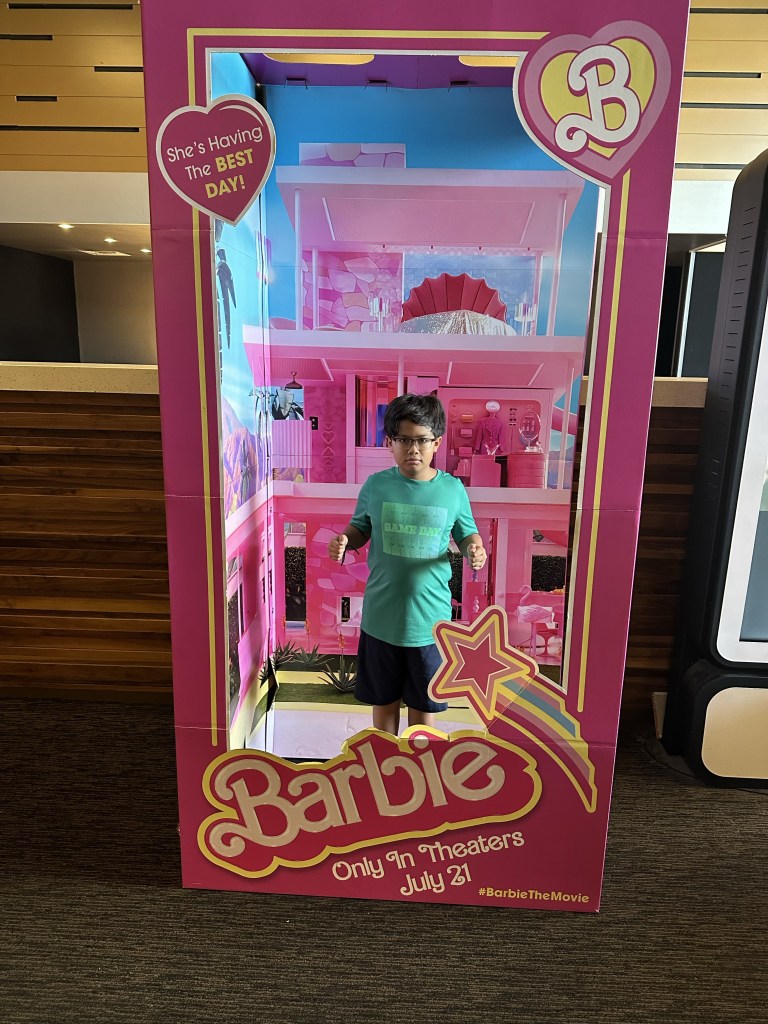 She's Having
The BEST
DAY!
B
GAME DAY
Barbie
Only In Theaters
July 21
#BarbieTheMovie